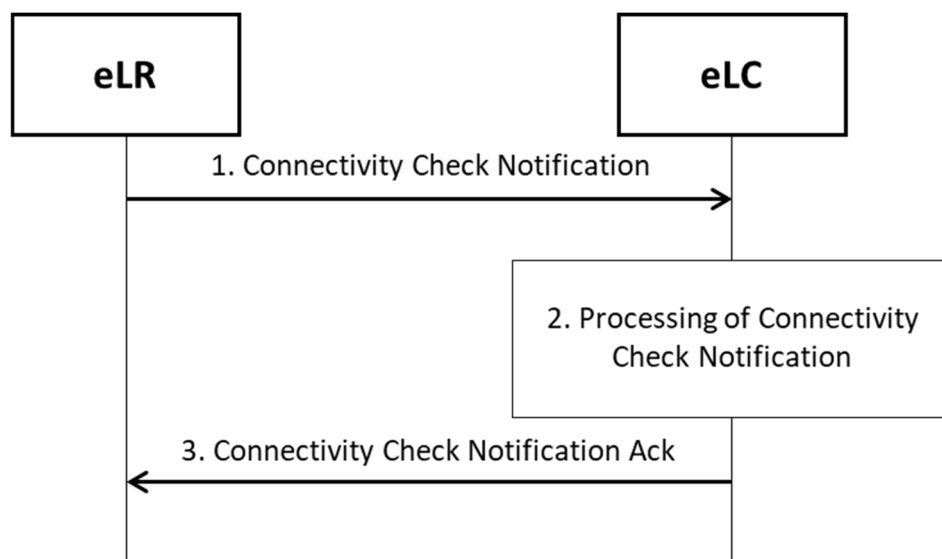 eLR
eLC
1. Connectivity Check Notification
2. Processing of Connectivity
Check Notification
3. Connectivity Check Notification Ack